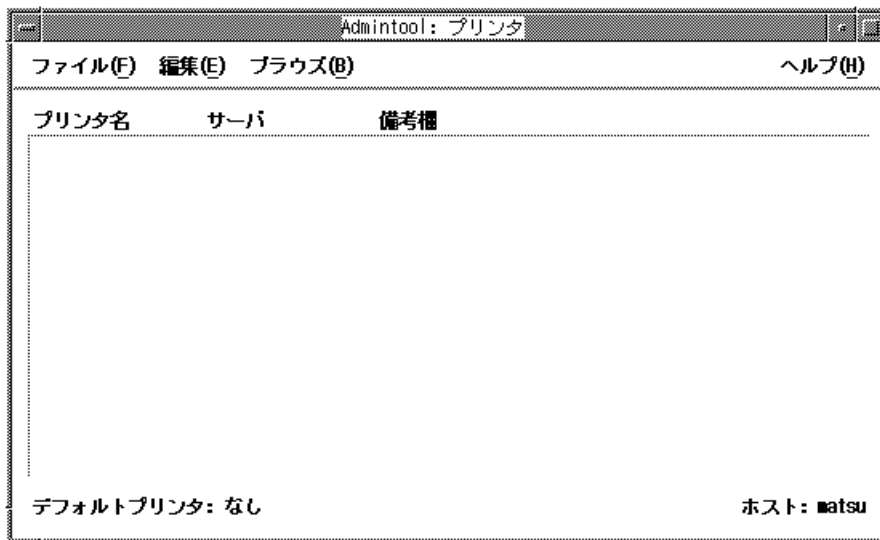 Admintool: プリンタ
ファイル(F) 編集(E) ブラウズ(B) ヘルプ(H)
プリンタ名 サーバ 備考欄
デフォルトプリンタ: なし ホスト: matsu